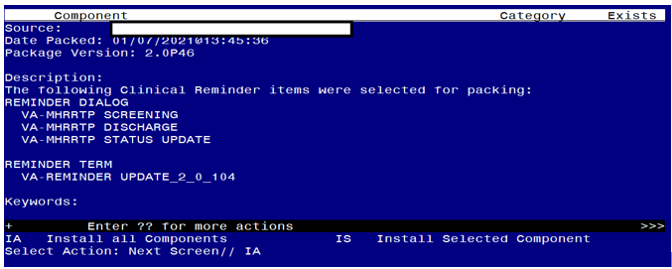 Component Category Exists
Source:
Date Packed: 01/07/2021@13:45:36
Package Version: 2.0P46
Description:
The following Clinical Reminder items were selected for packing:
REMINDER DIALOG
VA-MHRRTP SCREENING
VA-MHRRTP DISCHARGE
VA-MHRRTP STATUS UPDATE
REMINDER TERM
VA-REMINDER UPDATE_2_0_104
Keywords:
+ Enter ?? for more actions >>>
IA Install all Components IS Install Selected Component
Select Action: Next Screen// IA